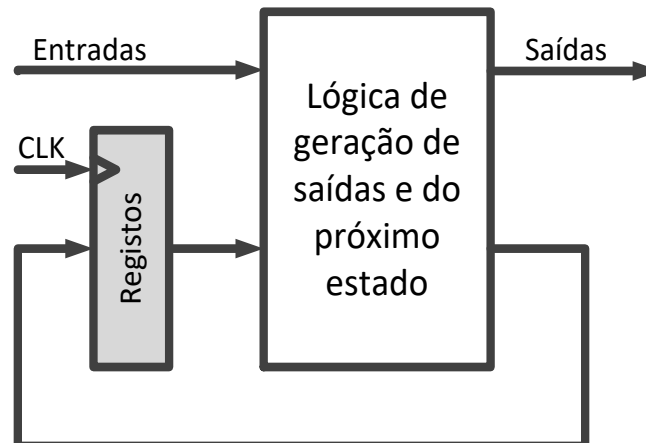 Entradas
Saídas
CLK
Registos
Lógica de
geração de
saídas e do
próximo
estado